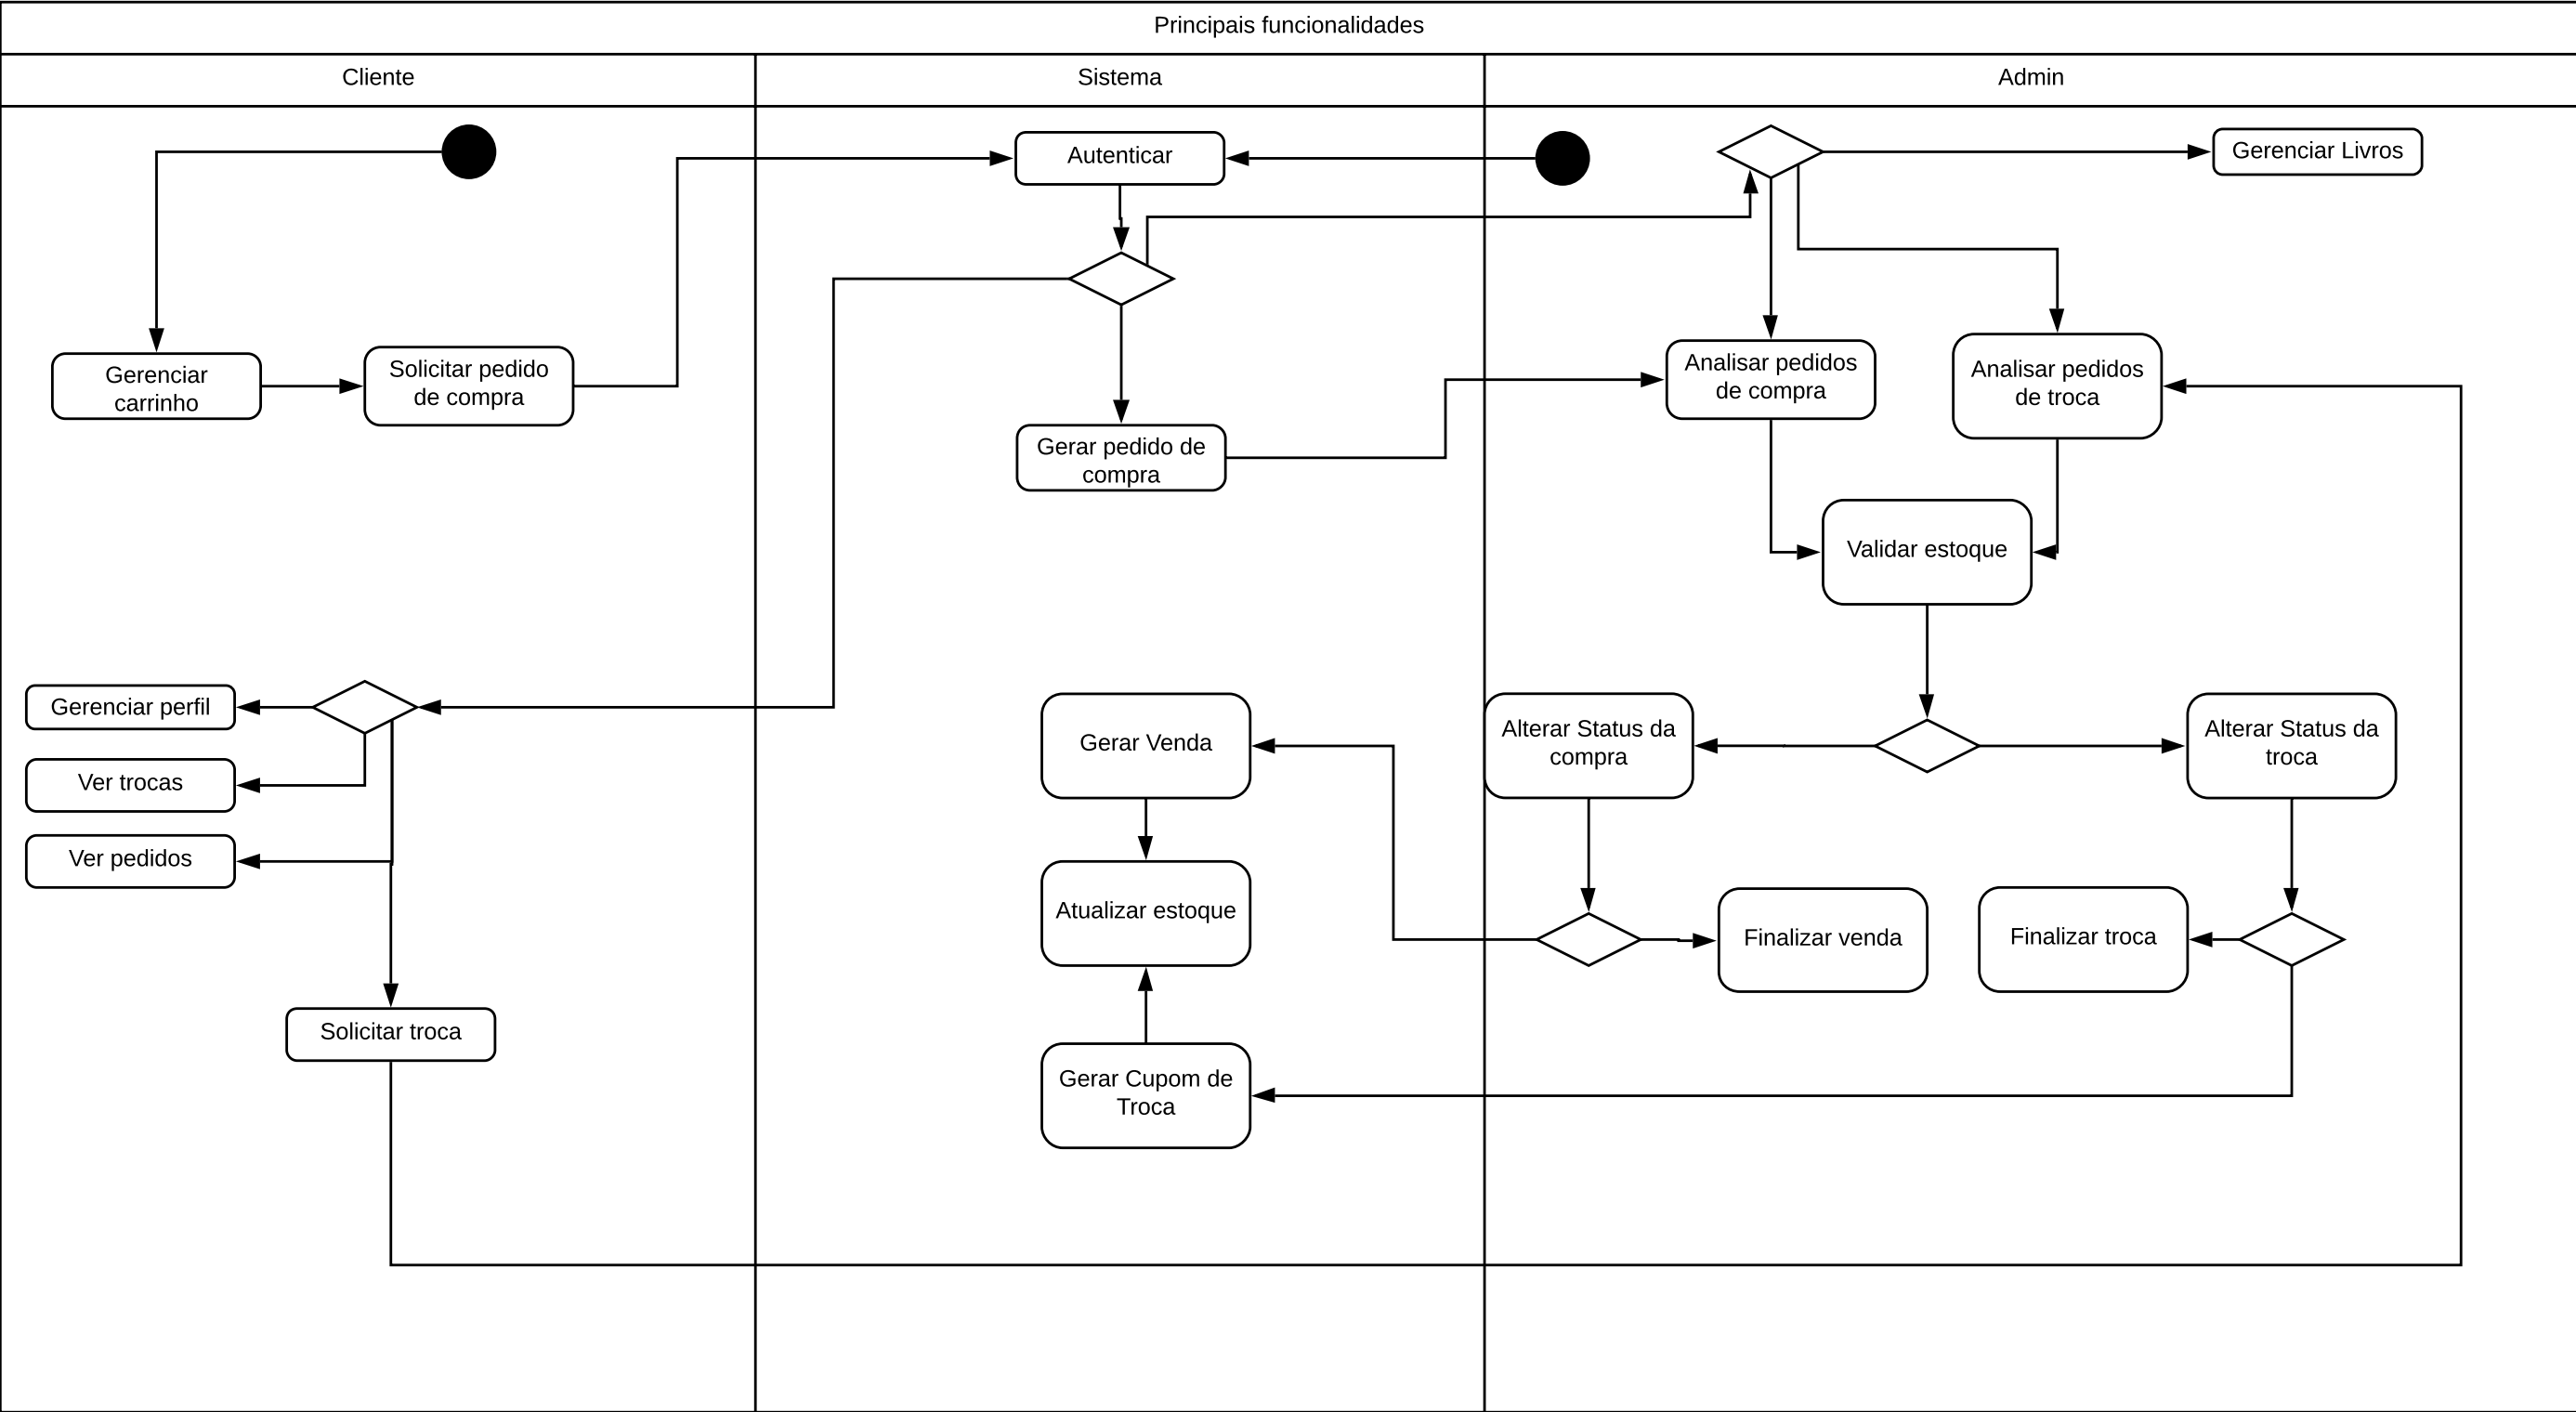 Principais funcionalidades
Cliente
Sistema
Admin
Autenticar
Gerenciar Livros
Gerenciar
carrinho
Solicitar pedido
de compra
Gerar pedido de
compra
Analisar pedidos
de compra
Analisar pedidos
de troca
Validar estoque
Gerenciar perfil
Ver trocas
Ver pedidos
Gerar Venda
Alterar Status da
compra
Alterar Status da
troca
Atualizar estoque
Finalizar venda
Finalizar troca
Solicitar troca
Gerar Cupom de
Troca